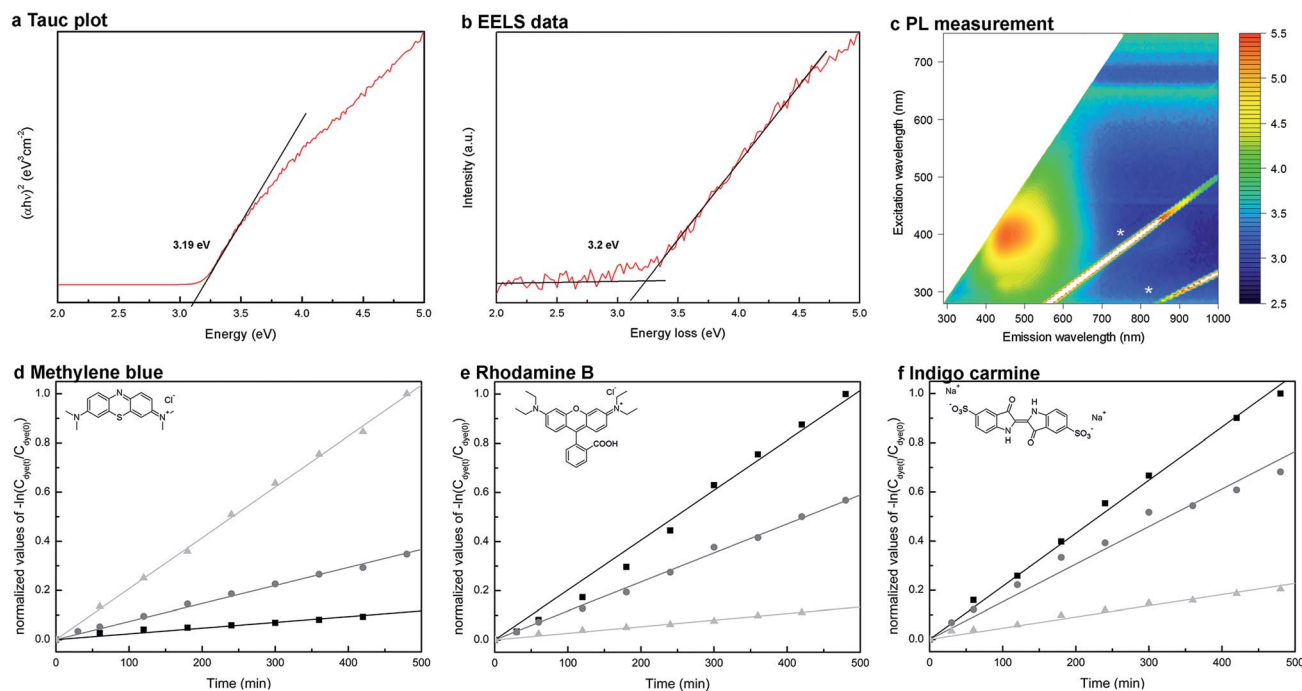 a Tauc plot
(αhν)² (eV²cm⁻²)
3.19 eV
2.0 2.5 3.0 3.5 4.0 4.5 5.0
Energy (eV)
b EELS data
Intensity (a.u.)
3.2 eV
2.0 2.5 3.0 3.5 4.0 4.5 5.0
Energy loss (eV)
c PL measurement
Excitation wavelength (nm)
700
600
500
400
300
*
*
300 400 500 600 700 800 900 1000
Emission wavelength (nm)
5.5
5.0
4.5
4.0
3.5
3.0
2.5
d Methylene blue
normalized values of -ln(C_dye(t)/C_dye(0))
1.0
0.8
0.6
0.4
0.2
0.0
N
N
S
N⁺
Cl⁻
0 100 200 300 400 500
Time (min)
e Rhodamine B
normalized values of -ln(C_dye(t)/C_dye(0))
1.0
0.8
0.6
0.4
0.2
0.0
Cl⁻
N
O
N⁺
COOH
0 100 200 300 400 500
Time (min)
f Indigo carmine
normalized values of -ln(C_dye(t)/C_dye(0))
1.0
0.8
0.6
0.4
0.2
0.0
Na⁺
⁻O₃S
O
H
N
N
H
O
SO₃⁻
Na⁺
0 100 200 300 400 500
Time (min)